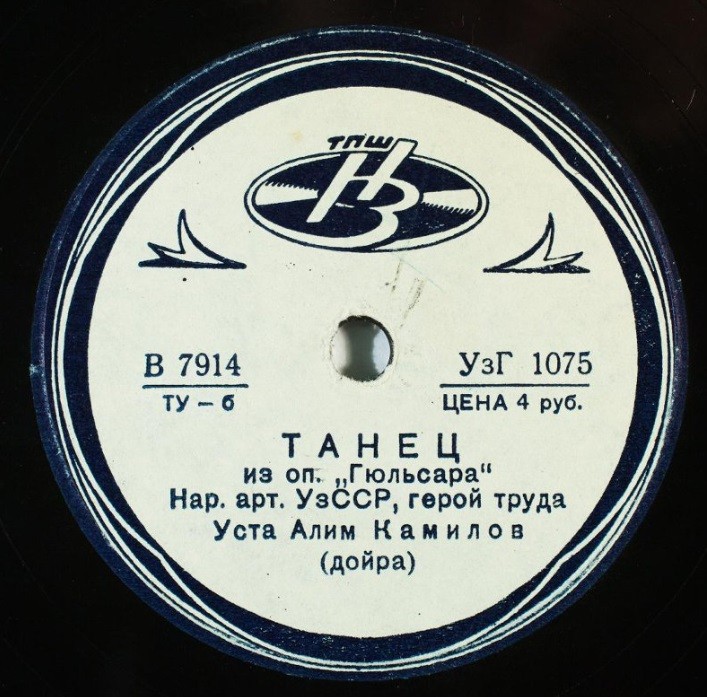 ТПШ
НЗ
В 7914
ТУ – 6
УзГ 1075
ЦЕНА 4 руб.
ТАНЕЦ
из оп. „Гюльсара“
Нар. арт. УзССР, герой труда
Уста Алим Камилов
(дойра)